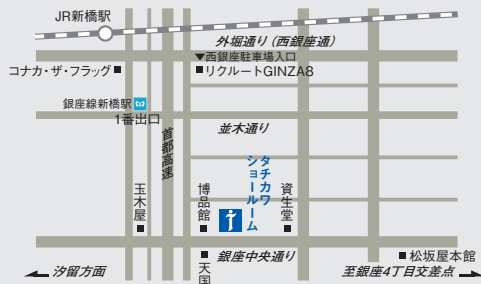 JR新橋駅
外堀通り(西銀座通)
▼西銀座駐車場入口
コナカ・ザ・フラッグ
リクルートGINZA8
銀座線新橋駅
1番出口
並木通り
首都高速
タチカワ
ショールーム
玉木屋
博品館
資生堂
天国
銀座中央通り
松坂屋本館
汐留方面
至銀座4丁目交差点